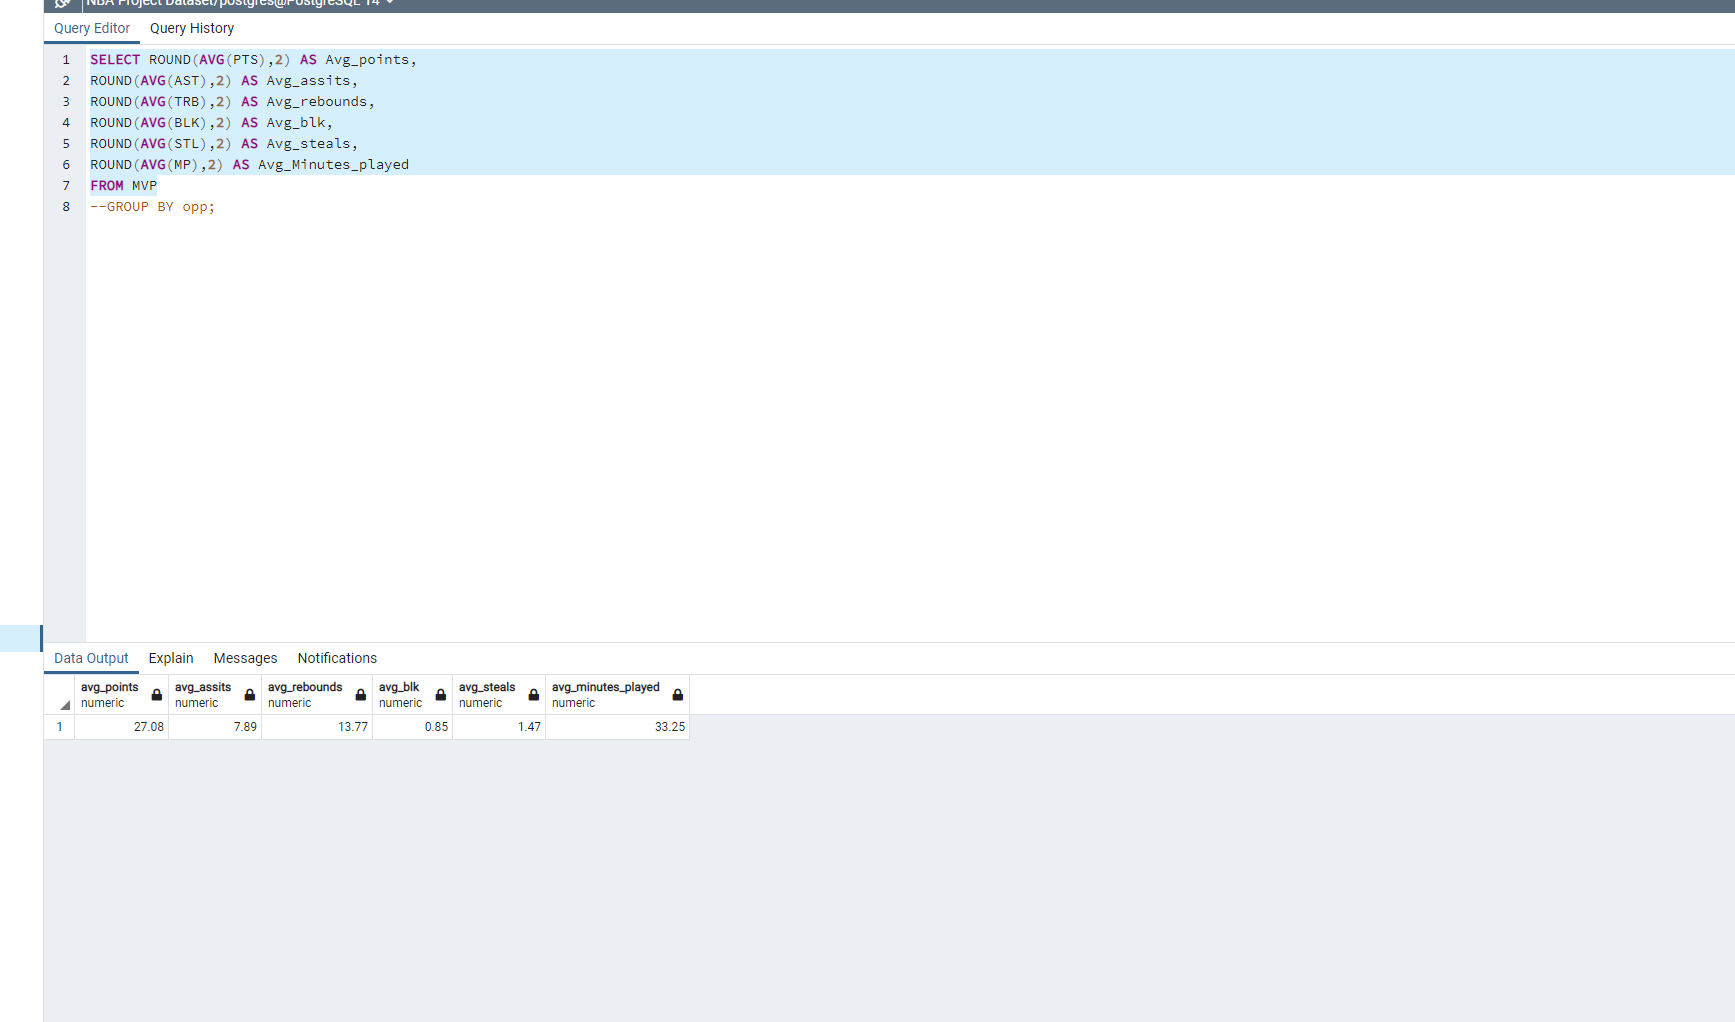 NBA Project Dataset/postgres@PostgreSQL 14
Query Editor Query History
1 SELECT ROUND(AVG(PTS),2) AS Avg_points,
2 ROUND(AVG(AST),2) AS Avg_assits,
3 ROUND(AVG(TRB),2) AS Avg_rebounds,
4 ROUND(AVG(BLK),2) AS Avg_blk,
5 ROUND(AVG(STL),2) AS Avg_steals,
6 ROUND(AVG(MP),2) AS Avg_Minutes_played
7 FROM MVP
8 --GROUP BY opp;
Data Output Explain Messages Notifications
avg_points avg_assits avg_rebounds avg_blk avg_steals avg_minutes_played
numeric numeric numeric numeric numeric numeric
1 27.08 7.89 13.77 0.85 1.47 33.25